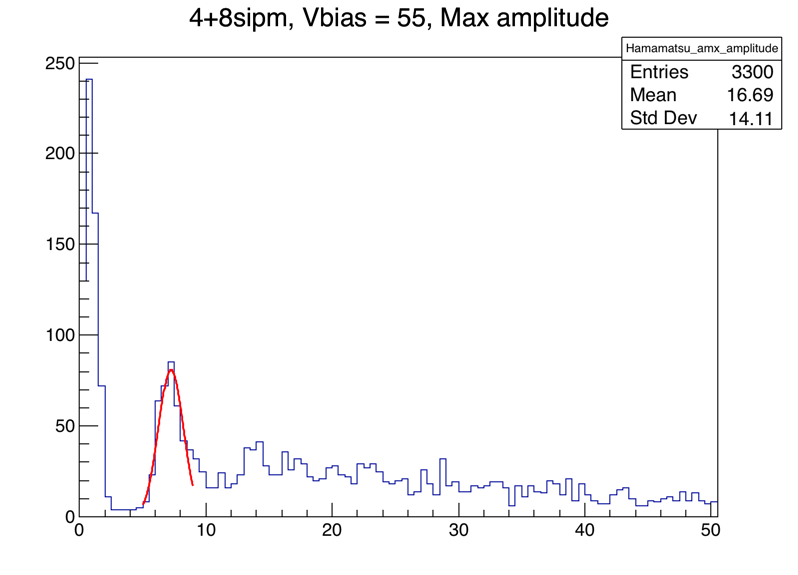 4+8sipm, Vbias = 55, Max amplitude
Hamamatsu_amx_amplitude
Entries 3300
Mean 16.69
Std Dev 14.11
250
200
150
100
50
0
0 10 20 30 40 50